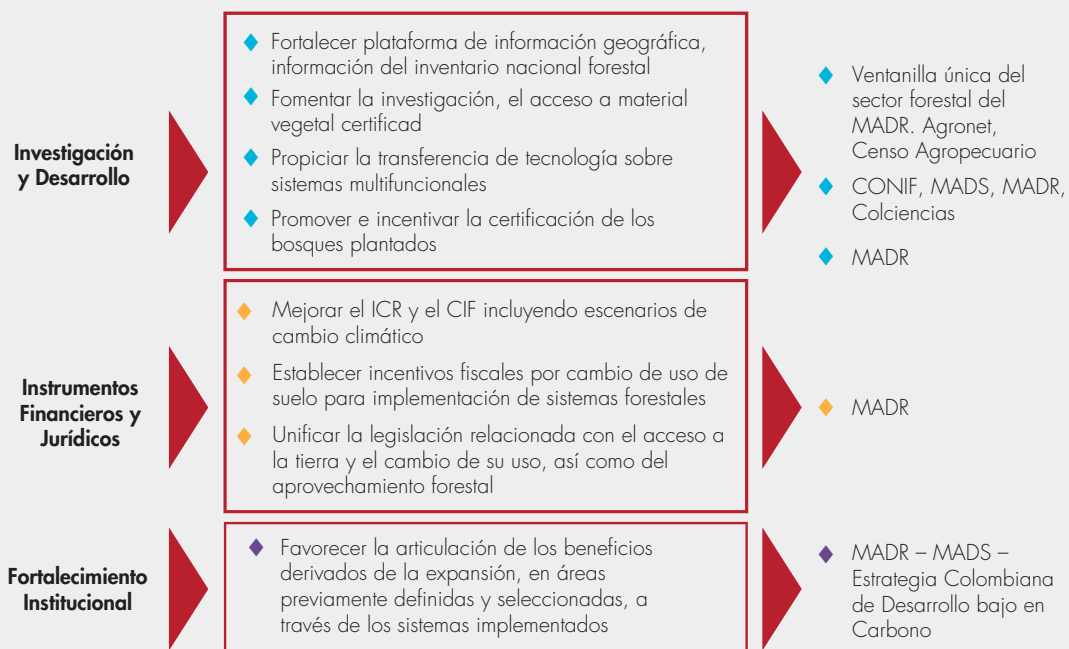 Investigación
y Desarrollo
Fortalecer plataforma de información geográfica,
información del inventario nacional forestal
Fomentar la investigación, el acceso a material
vegetal certificad
Propiciar la transferencia de tecnología sobre
sistemas multifuncionales
Promover e incentivar la certificación de los
bosques plantados
Ventanilla única del
sector forestal del
MADR. Agronet,
Censo Agropecuario
CONIF, MADS, MADR,
Colciencias
MADR
Instrumentos
Financieros y
Jurídicos
Mejorar el ICR y el CIF incluyendo escenarios de
cambio climático
Establecer incentivos fiscales por cambio de uso de
suelo para implementación de sistemas forestales
Unificar la legislación relacionada con el acceso a
la tierra y el cambio de su uso, así como del
aprovechamiento forestal
MADR
Fortalecimiento
Institucional
Favorecer la articulación de los beneficios
derivados de la expansión, en áreas
previamente definidas y seleccionadas, a
través de los sistemas implementados
MADR – MADS –
Estrategia Colombiana
de Desarrollo bajo en
Carbono